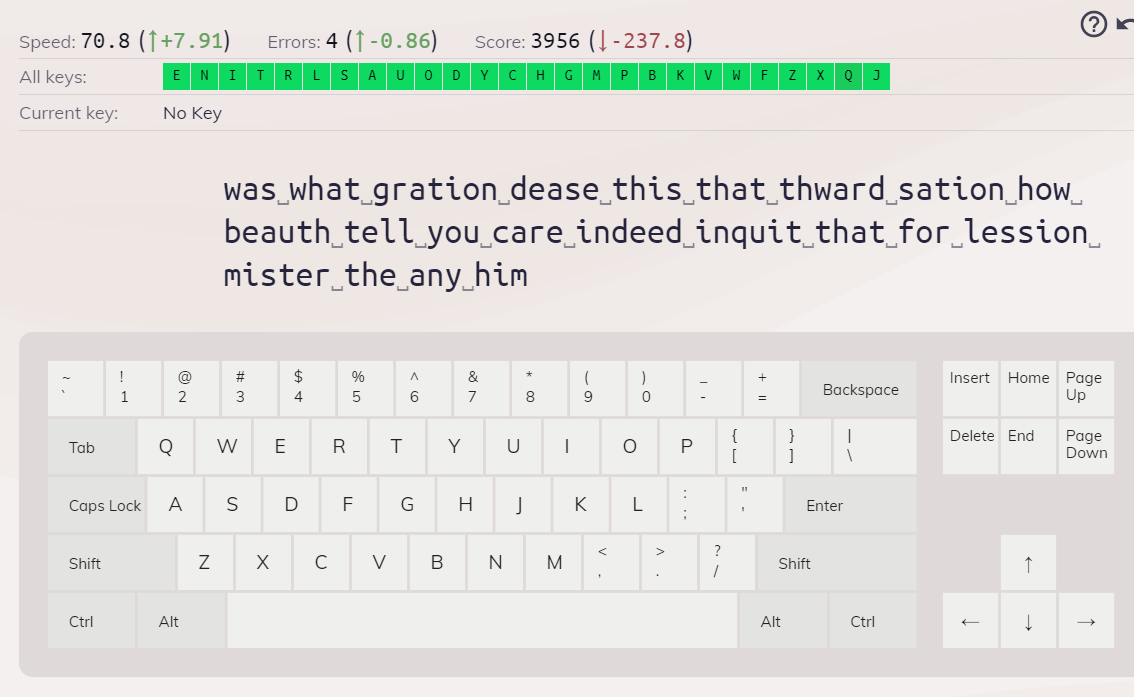 Speed: 70.8 (↑+7.91) Errors: 4 (↑-0.86) Score: 3956 (↓-237.8)
All keys: E N I T R L S A U O D Y C H G M P B K V W F Z X Q J
Current key: No Key
was␣what␣gration␣dease␣this␣that␣thward␣sation␣how␣
beauth␣tell␣you␣care␣indeed␣inquit␣that␣for␣lession␣
mister␣the␣any␣him
~ ! @ # $ % ^ & * ( ) _ +
` 1 2 3 4 5 6 7 8 9 0 - = Backspace Insert Home Page Up
Tab Q W E R T Y U I O P { [ } ] | \ Delete End Page Down
Caps Lock A S D F G H J K L : ; " ' Enter
Shift Z X C V B N M < , > . ? / Shift ↑
Ctrl Alt Alt Ctrl ← ↓ →